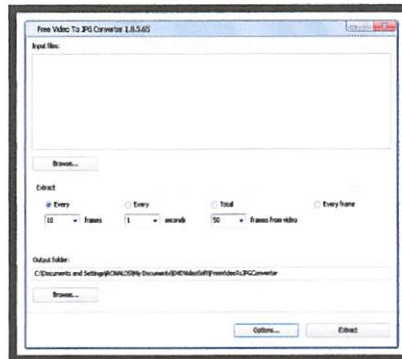 Free Video To JPG Converter 1.8.5.65
Input files:
Browse...
Extract:
Every Every Total Every frame
10 frames 1 seconds 50 frames from video
Output folder:
Browse...
Options... Extract